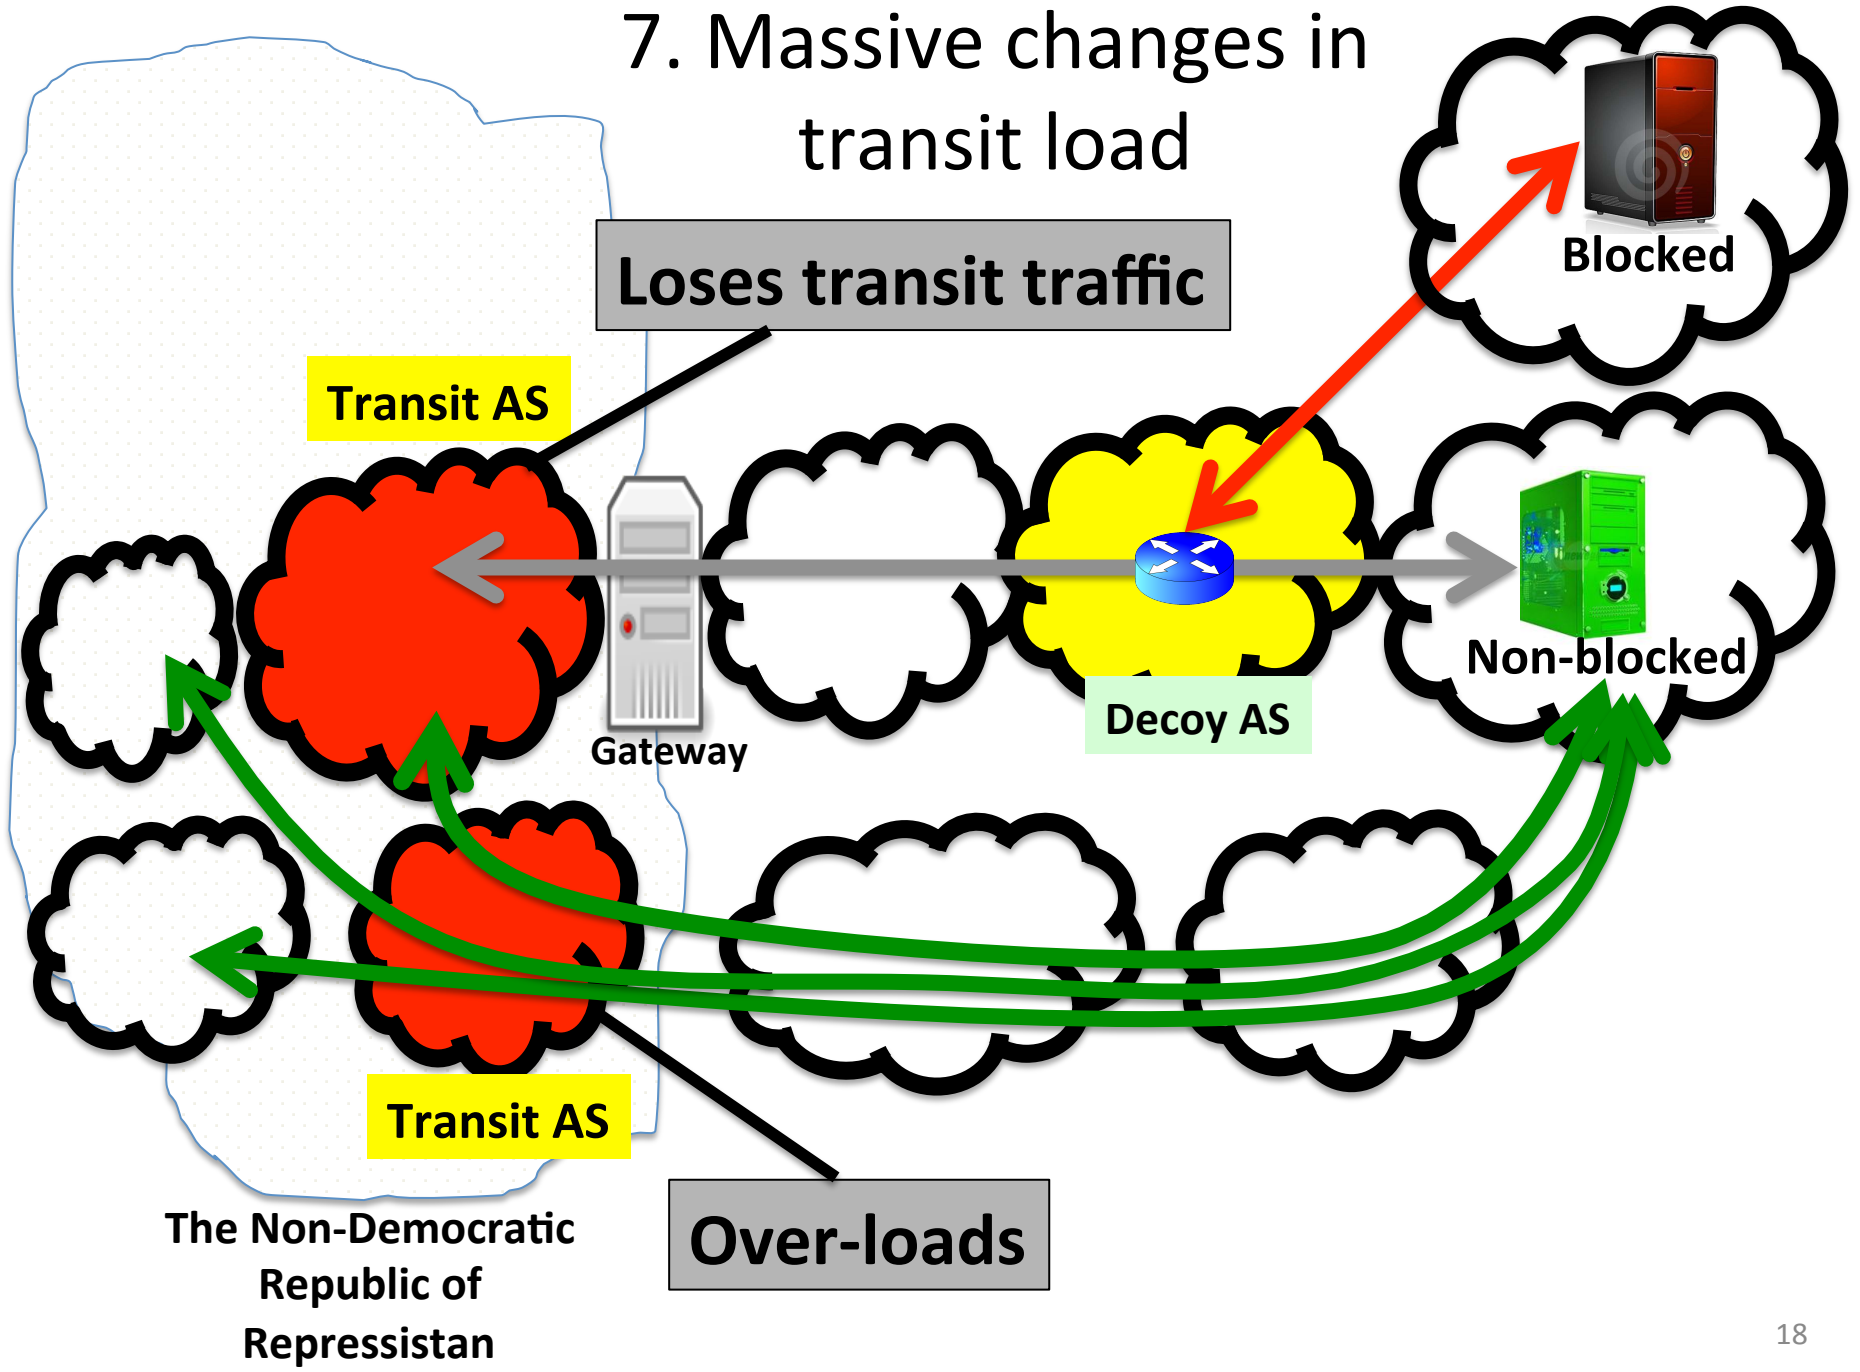 7. Massive changes in
transit load
Blocked
Loses transit traffic
Transit AS
Non-blocked
Decoy AS
Gateway
Transit AS
Over-loads
The Non-Democratic
Republic of
Repressistan
18